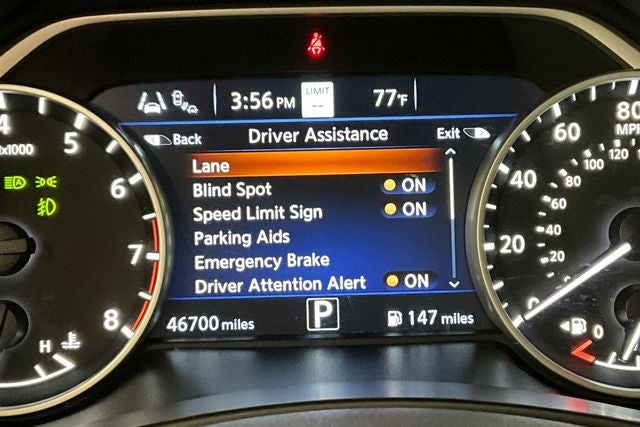 LIMIT
--
3:56 PM
77°F
Back
Driver Assistance
Exit
Lane
Blind Spot ON
Speed Limit Sign ON
Parking Aids
Emergency Brake
Driver Attention Alert ON
46700 miles
P
147 miles
4
5
6
7
8
x1000
A
H
80
MPH
60
40
20
120
100
80
60
40
20
0